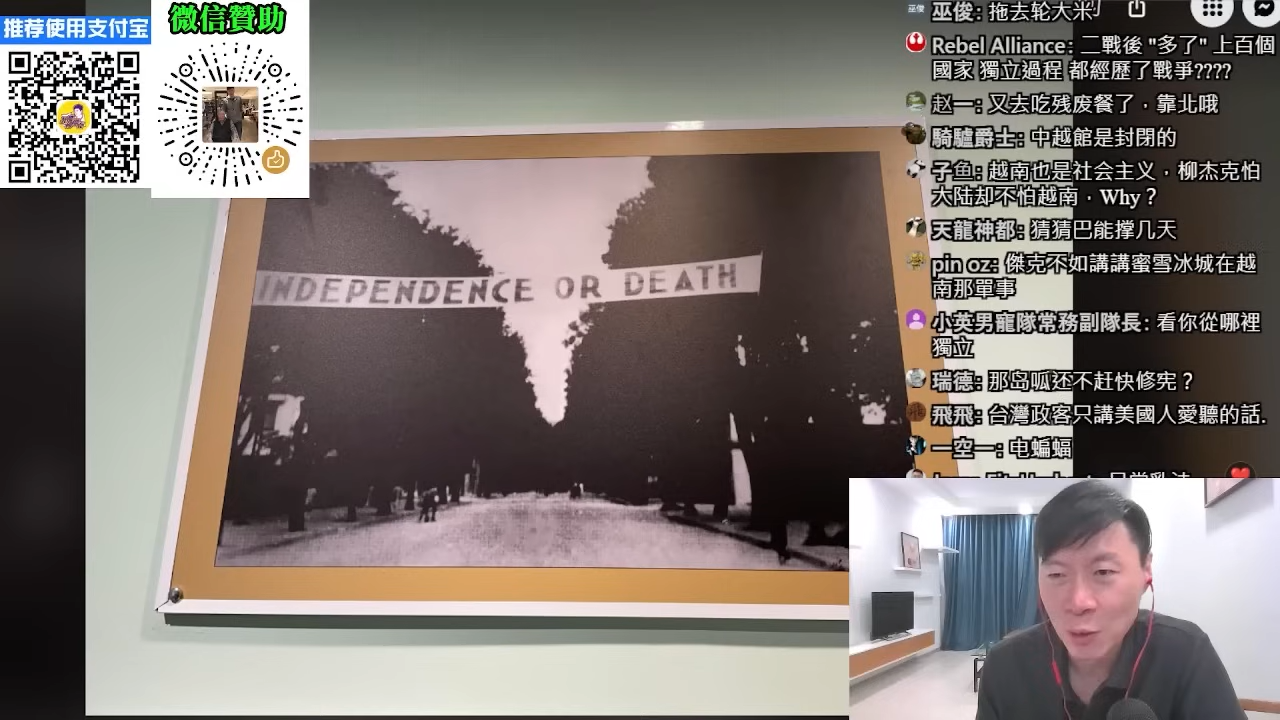 推荐使用支付宝
微信贊助
INDEPENDENCE OR DEATH
巫俊: 拖去轮大米
Rebel Alliance: 二戰後 "多了" 上百個
國家 獨立過程 都經歷了戰爭????
赵一: 又去吃残废餐了，靠北哦
騎驢爵士: 中越館是封閉的
子鱼: 越南也是社会主义，柳杰克怕
大陆却不怕越南，Why？
天龍神都: 猜猜巴能撑几天
pin oz: 傑克不如講講蜜雪冰城在越
南那單事
小英男寵隊常務副隊長: 看你從哪裡
獨立
瑞德: 那岛呱还不赶快修宪？
飛飛: 台灣政客只講美國人愛聽的話.
一空一: 电蝙蝠